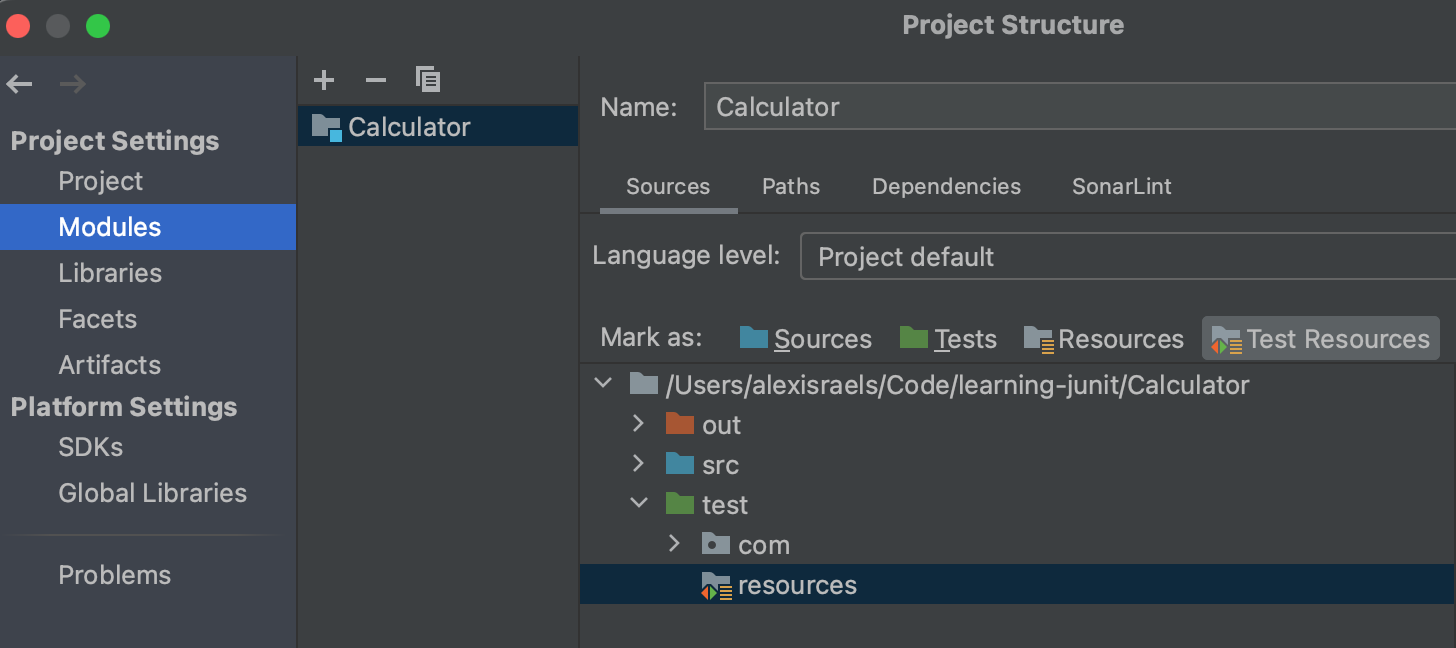 Project Structure
Project Settings
Project
Modules
Libraries
Facets
Artifacts
Platform Settings
SDKs
Global Libraries
Problems
Calculator
Name: Calculator
Sources Paths Dependencies SonarLint
Language level: Project default
Mark as: Sources Tests Resources Test Resources
/Users/alexisraels/Code/learning-junit/Calculator
out
src
test
com
resources